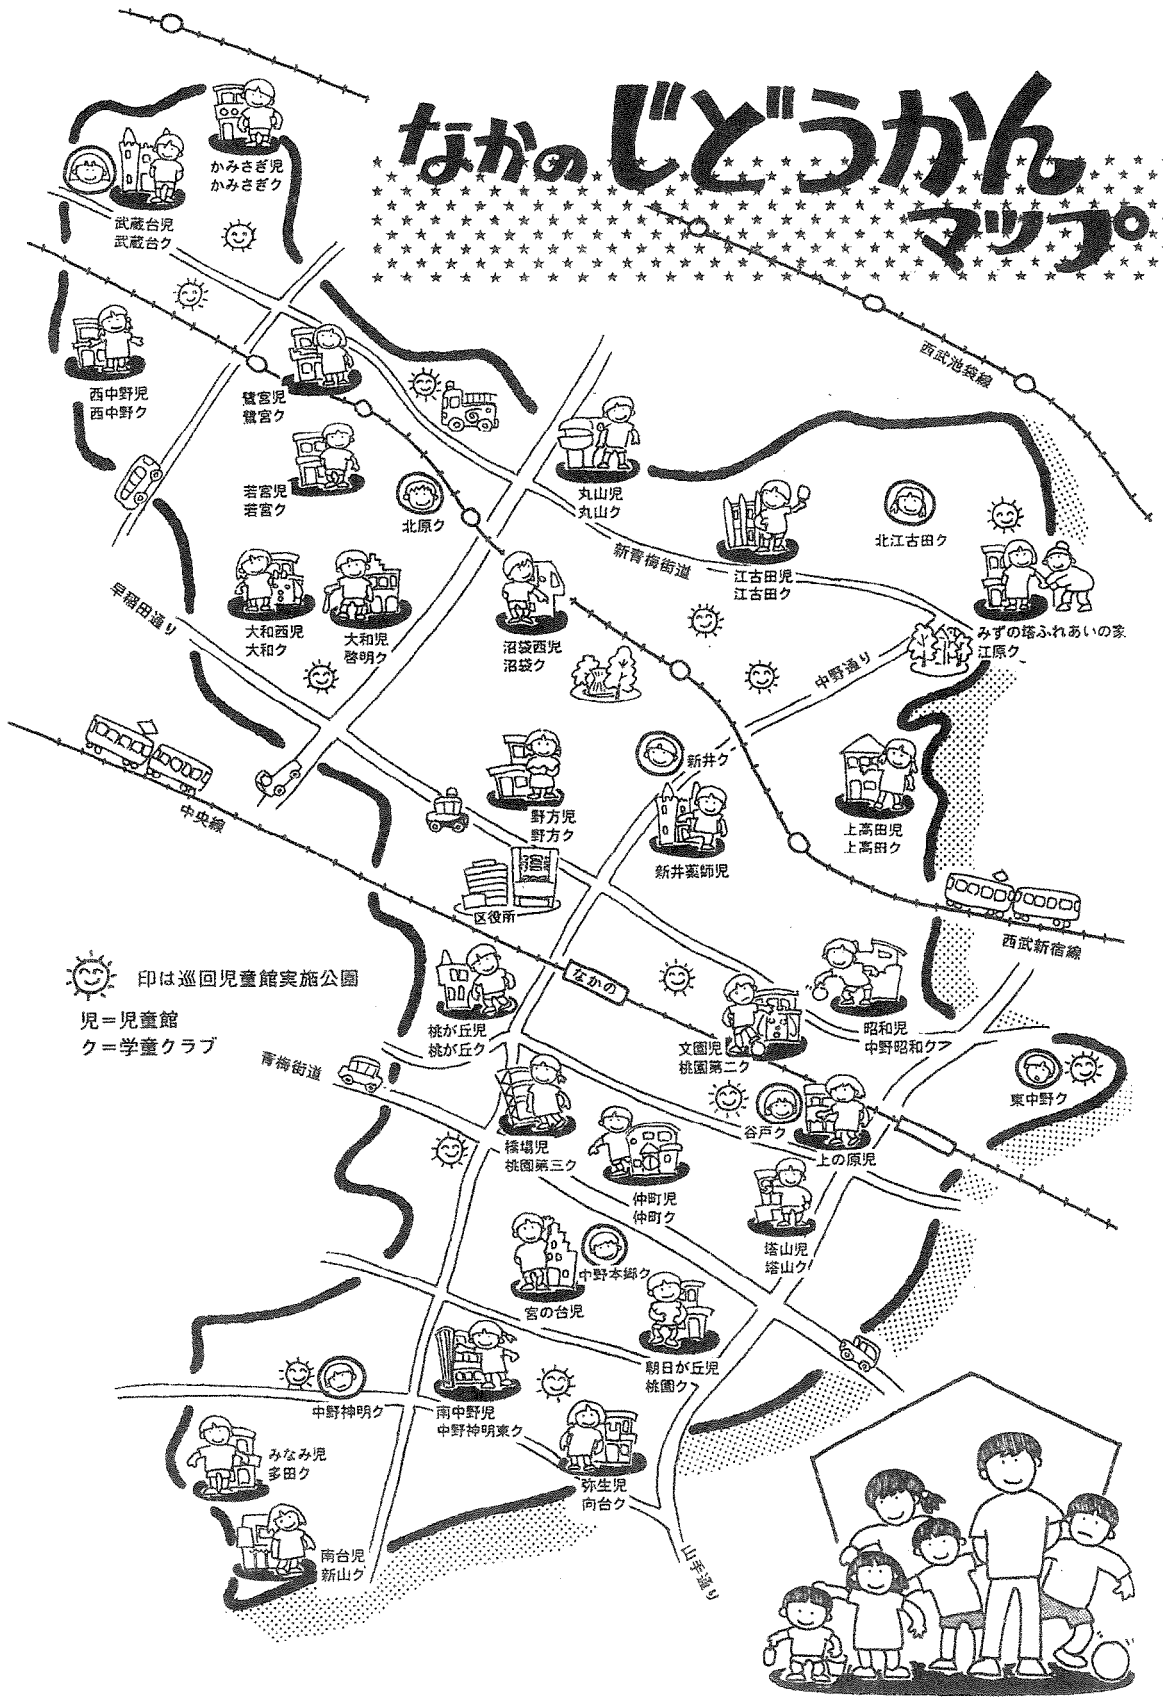 なかの じどうかん
マップ
かみさぎ児
かみさぎク
武蔵台児
武蔵台ク
西武池袋線
西中野児
西中野ク
鷺宮児
鷺宮ク
若宮児
若宮ク
北原ク
丸山児
丸山ク
新青梅街道
江古田児
江古田ク
北江古田ク
みずの塔ふれあいの家
江原ク
早稲田通り
大和西児
大和ク
大和児
啓明ク
沼袋西児
沼袋ク
中野通り
中央線
野方児
野方ク
新井ク
新井薬師児
上高田児
上高田ク
区役所
西武新宿線
印は巡回児童館実施公園
児=児童館
ク=学童クラブ
なかの
桃が丘児
桃が丘ク
青梅街道
文園児
桃園第二ク
昭和児
中野昭和ク
東中野ク
谷戸ク
上の原児
橋場児
桃園第三ク
仲町児
仲町ク
塔山児
塔山ク
中野本郷ク
宮の台児
朝日が丘児
桃園ク
中野神明ク
南中野児
中野神明東ク
みなみ児
多田ク
弥生児
向台ク
南台児
新山ク
山手通り